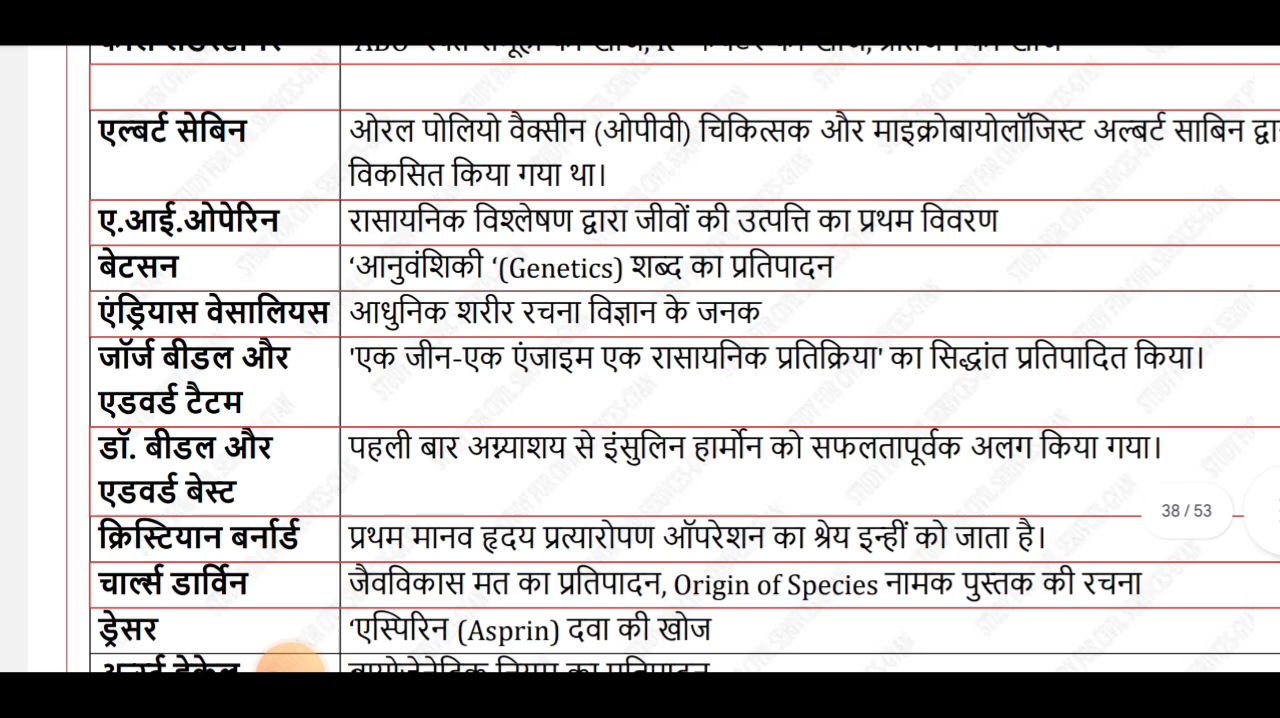 एल्बर्ट सेबिन
ओरल पोलियो वैक्सीन (ओपीवी) चिकित्सक और माइक्रोबायोलॉजिस्ट अल्बर्ट साबिन
विकसित किया गया था।
ए.आई.ओपेरिन
रासायनिक विश्लेषण द्वारा जीवों की उत्पत्ति का प्रथम विवरण
बेटसन
‘आनुवंशिकी ‘(Genetics) शब्द का प्रतिपादन
एंड्रियास वेसालियस
आधुनिक शरीर रचना विज्ञान के जनक
जॉर्ज बीडल और
एडवर्ड टैटम
'एक जीन-एक एंजाइम एक रासायनिक प्रतिक्रिया' का सिद्धांत प्रतिपादित किया।
डॉ. बीडल और
एडवर्ड बेस्ट
पहली बार अग्न्याशय से इंसुलिन हार्मोन को सफलतापूर्वक अलग किया गया।
38 / 53
क्रिस्टियान बर्नार्ड
प्रथम मानव हृदय प्रत्यारोपण ऑपरेशन का श्रेय इन्हीं को जाता है।
चार्ल्स डार्विन
जैवविकास मत का प्रतिपादन, Origin of Species नामक पुस्तक की रचना
ड्रेसर
‘एस्पिरिन (Asprin) दवा की खोज